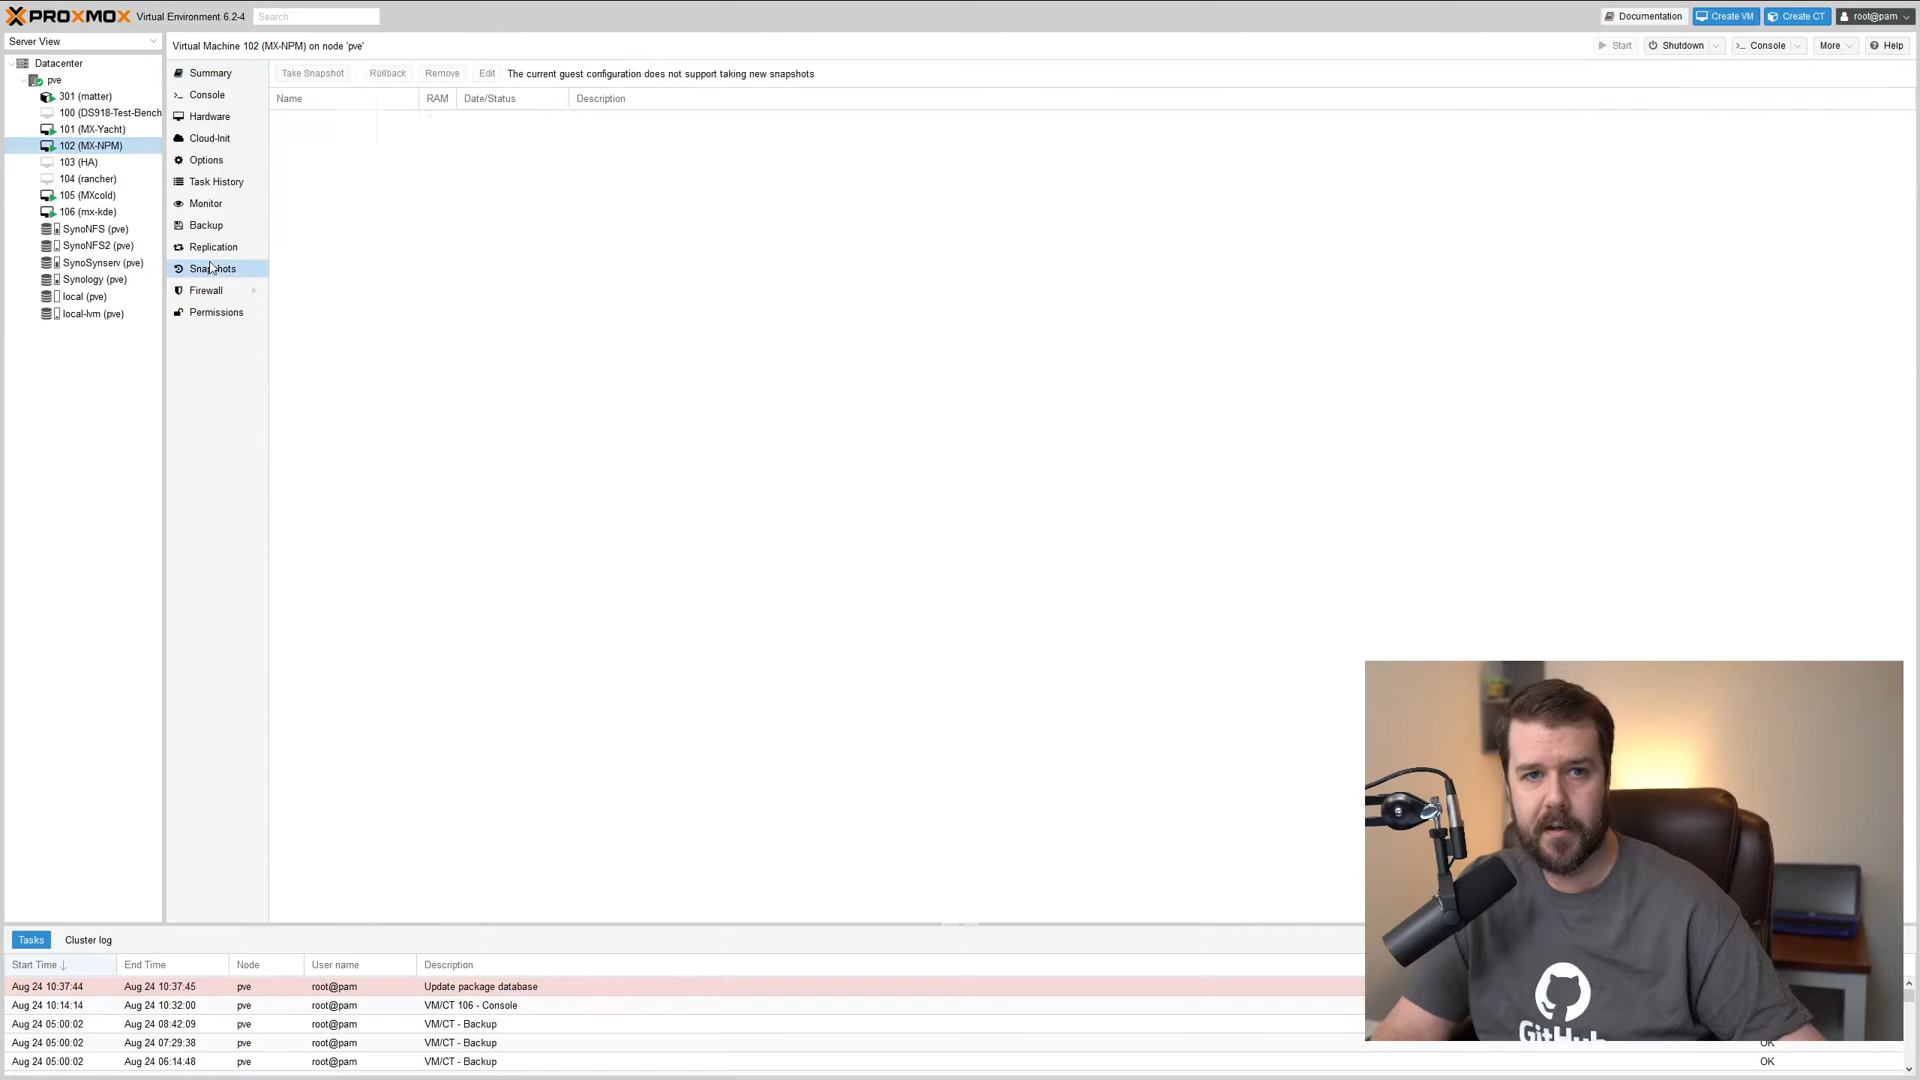 PROXMOX Virtual Environment 6.2-4 Search Documentation Create VM Create CT root@pam
Server View
Virtual Machine 102 (MX-NPM) on node 'pve' Start Shutdown Console More Help
Datacenter
pve
301 (matter)
100 (DS918-Test-Bench
101 (MX-Yacht)
102 (MX-NPM)
103 (HA)
104 (rancher)
105 (MXcold)
106 (mx-kde)
SynoNFS (pve)
SynoNFS2 (pve)
SynoSynserv (pve)
Synology (pve)
local (pve)
local-lvm (pve)
Summary
Console
Hardware
Cloud-Init
Options
Task History
Monitor
Backup
Replication
Snapshots
Firewall
Permissions
Take Snapshot Rollback Remove Edit The current guest configuration does not support taking new snapshots
Name RAM Date/Status Description
Tasks Cluster log
Start Time End Time Node User name Description
Aug 24 10:37:44 Aug 24 10:37:45 pve root@pam Update package database
Aug 24 10:14:14 Aug 24 10:32:00 pve root@pam VM/CT 106 - Console
Aug 24 05:00:02 Aug 24 08:42:09 pve root@pam VM/CT - Backup
Aug 24 05:00:02 Aug 24 07:29:38 pve root@pam VM/CT - Backup OK
Aug 24 05:00:02 Aug 24 06:14:48 pve root@pam VM/CT - Backup OK
GitHub